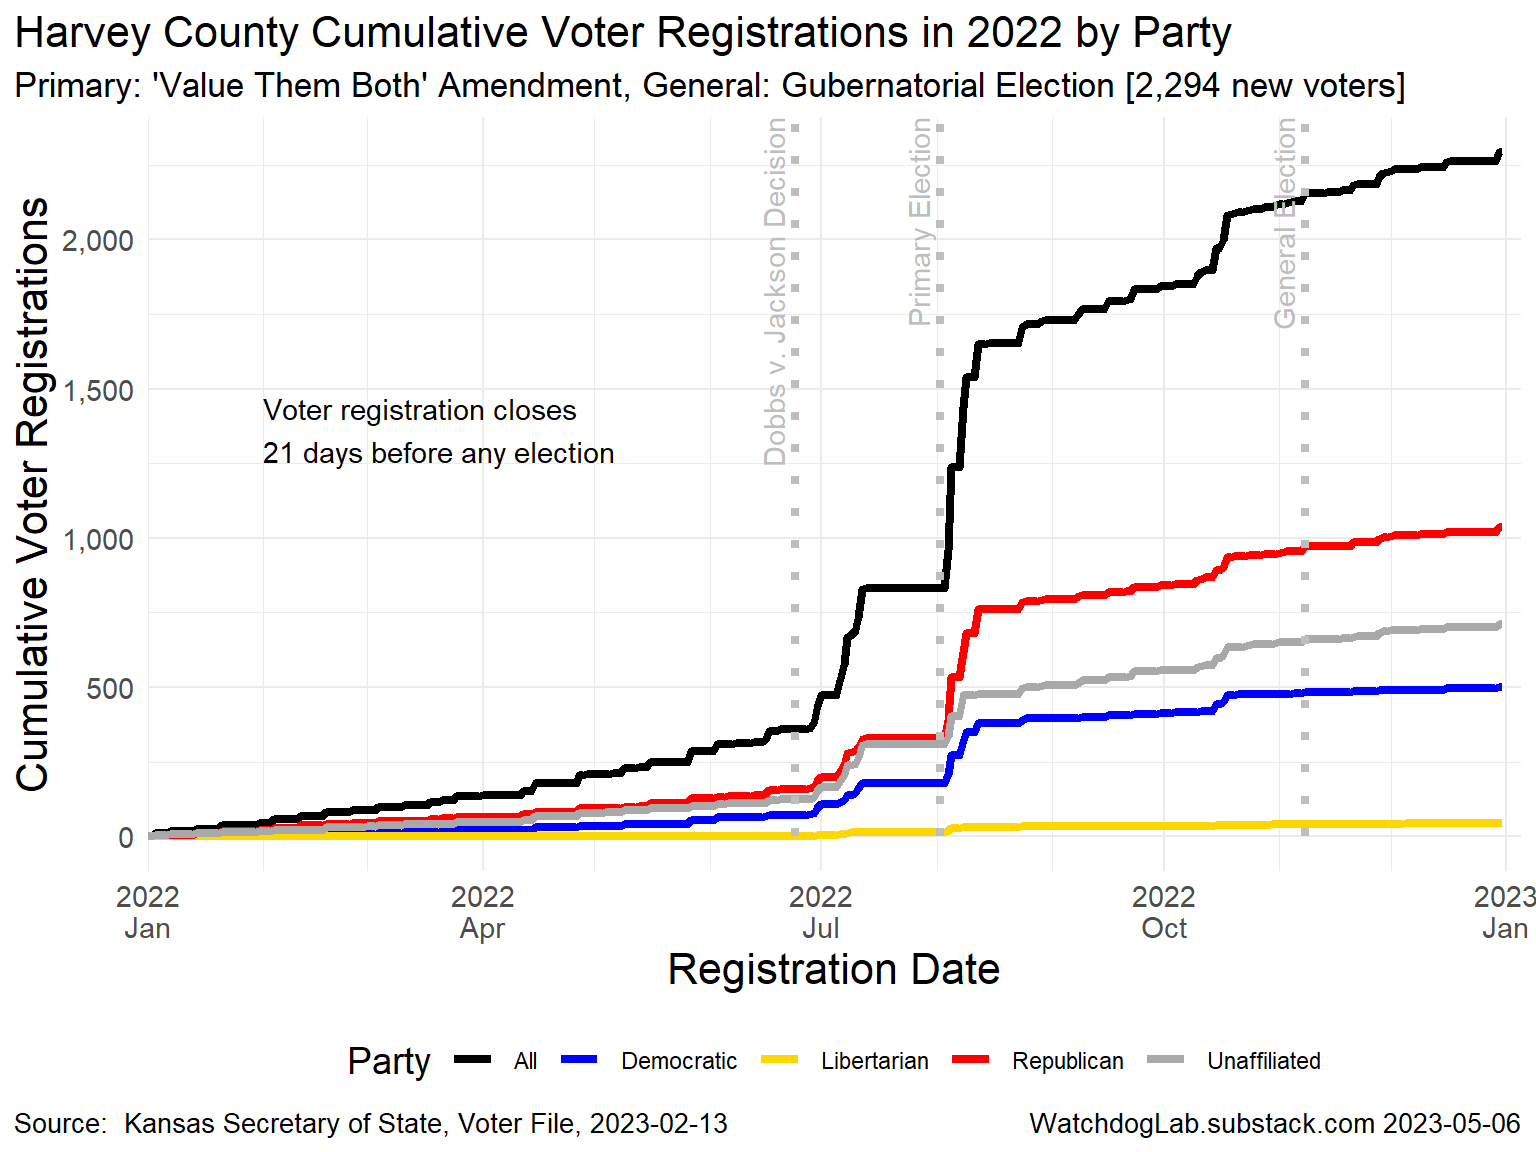 Harvey County Cumulative Voter Registrations in 2022 by Party
Primary: 'Value Them Both' Amendment, General: Gubernatorial Election [2,294 new voters]
Cumulative Voter Registrations
2,000
1,500
1,000
500
0
Dobbs v. Jackson Decision
Primary Election
General Election
Voter registration closes
21 days before any election
2022
Jan
2022
Apr
2022
Jul
2022
Oct
2023
Jan
Registration Date
Party
All
Democratic
Libertarian
Republican
Unaffiliated
Source:  Kansas Secretary of State, Voter File, 2023-02-13
WatchdogLab.substack.com 2023-05-06